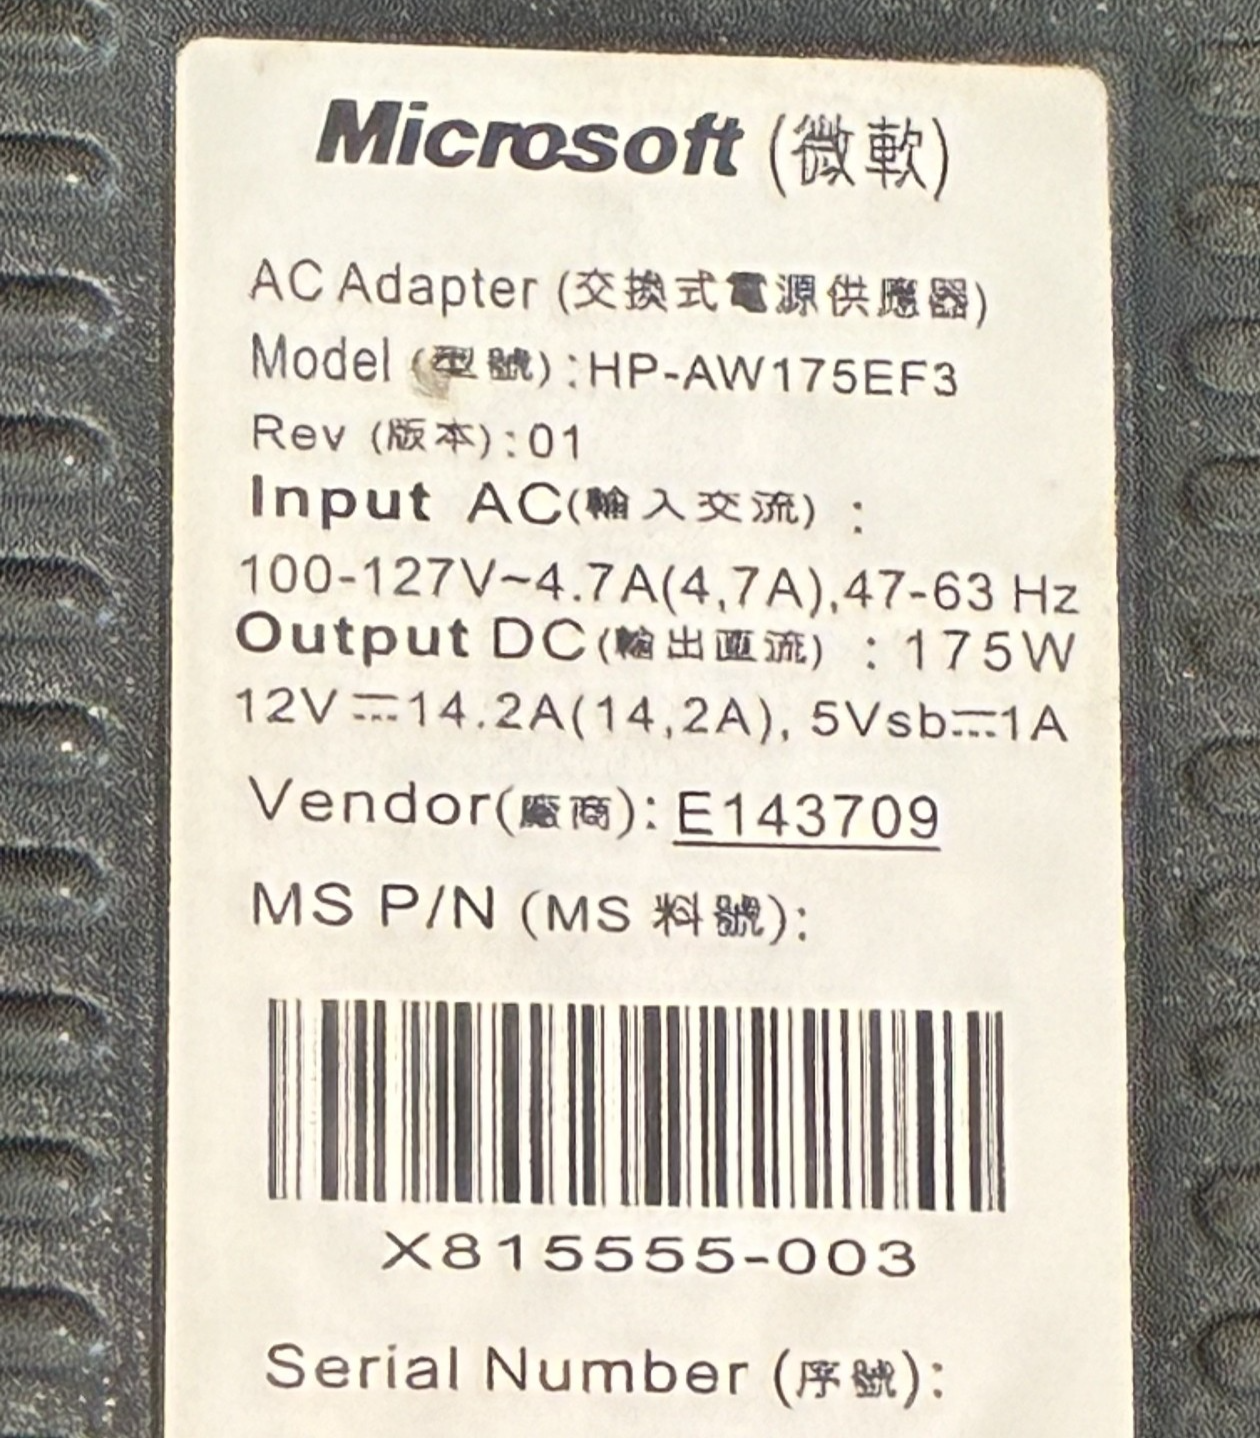 Microsoft (微軟)
AC Adapter (交換式電源供應器)
Model (型號):HP-AW175EF3
Rev (版本):01
Input AC(輸入交流) :
100-127V~4.7A(4,7A),47-63 Hz
Output DC(輸出直流) : 175W
12V⎓14.2A(14,2A), 5Vsb⎓1A
Vendor(廠商): E143709
MS P/N (MS 料號):
X815555-003
Serial Number (序號):